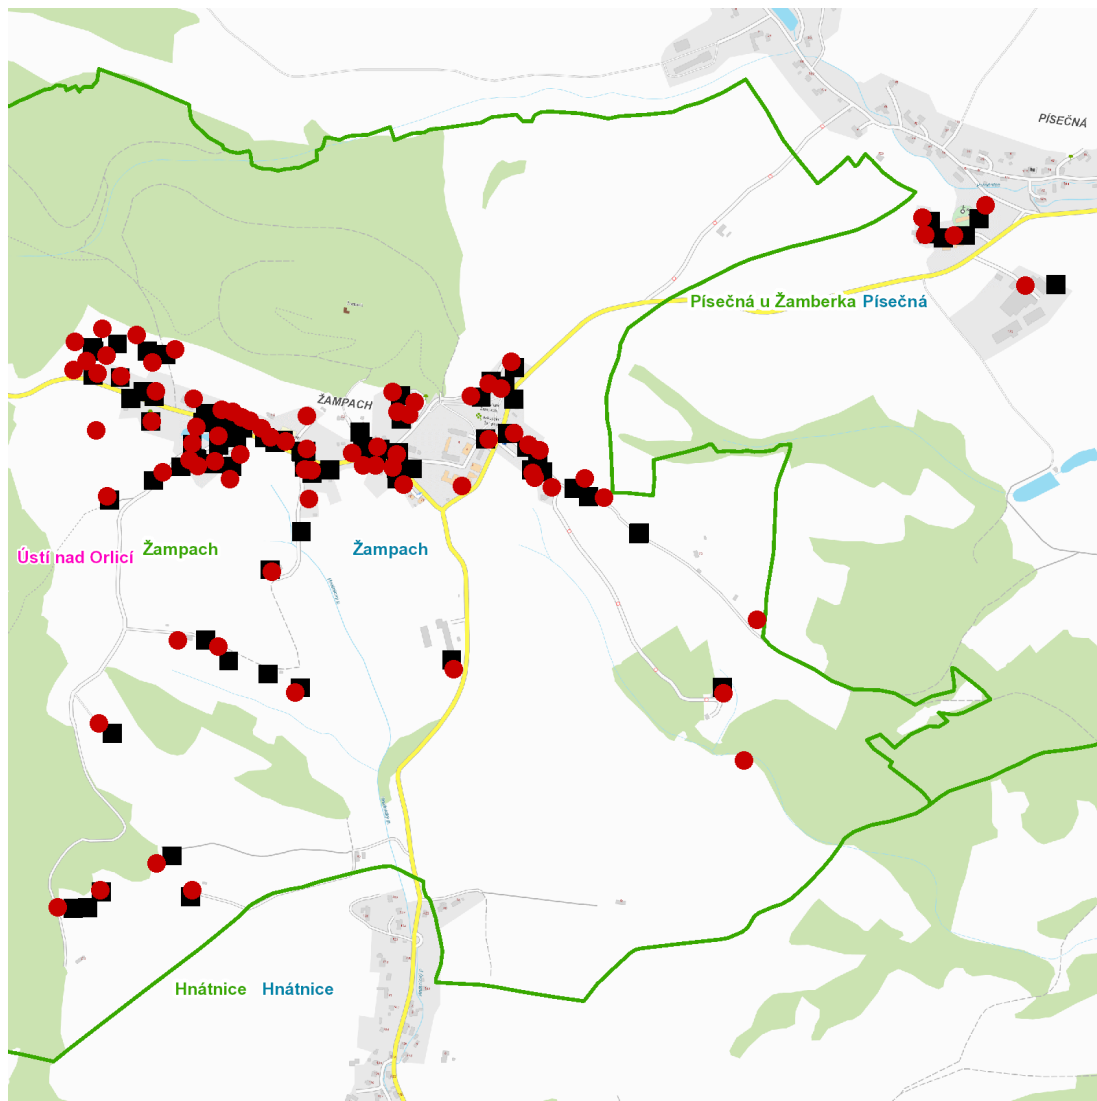 PÍSEČNÁ
Písečná u Žamberka Písečná
ŽAMPACH
Ústí nad Orlicí
Žampach
Žampach
Hnátnice Hnátnice